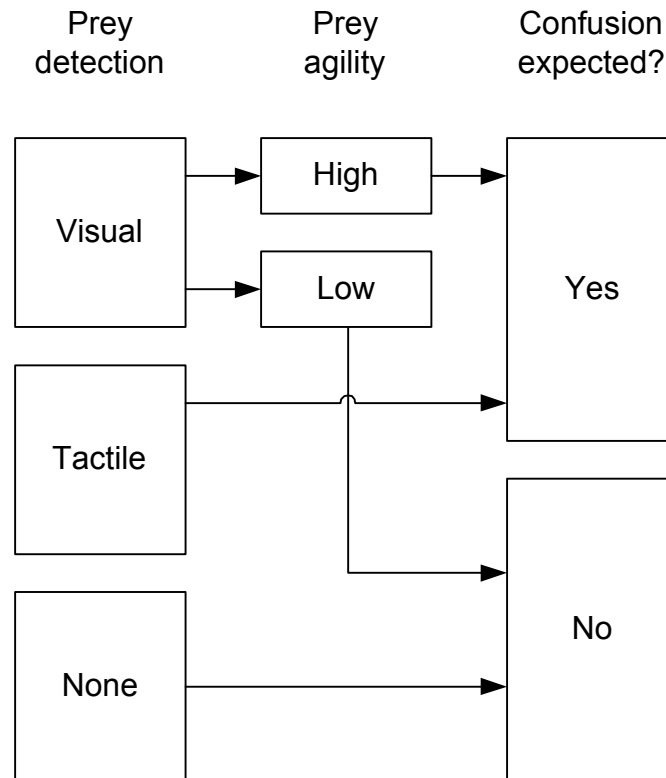 Prey
detection
Prey
agility
Confusion
expected?
Visual
High
Low
Yes
Tactile
No
None